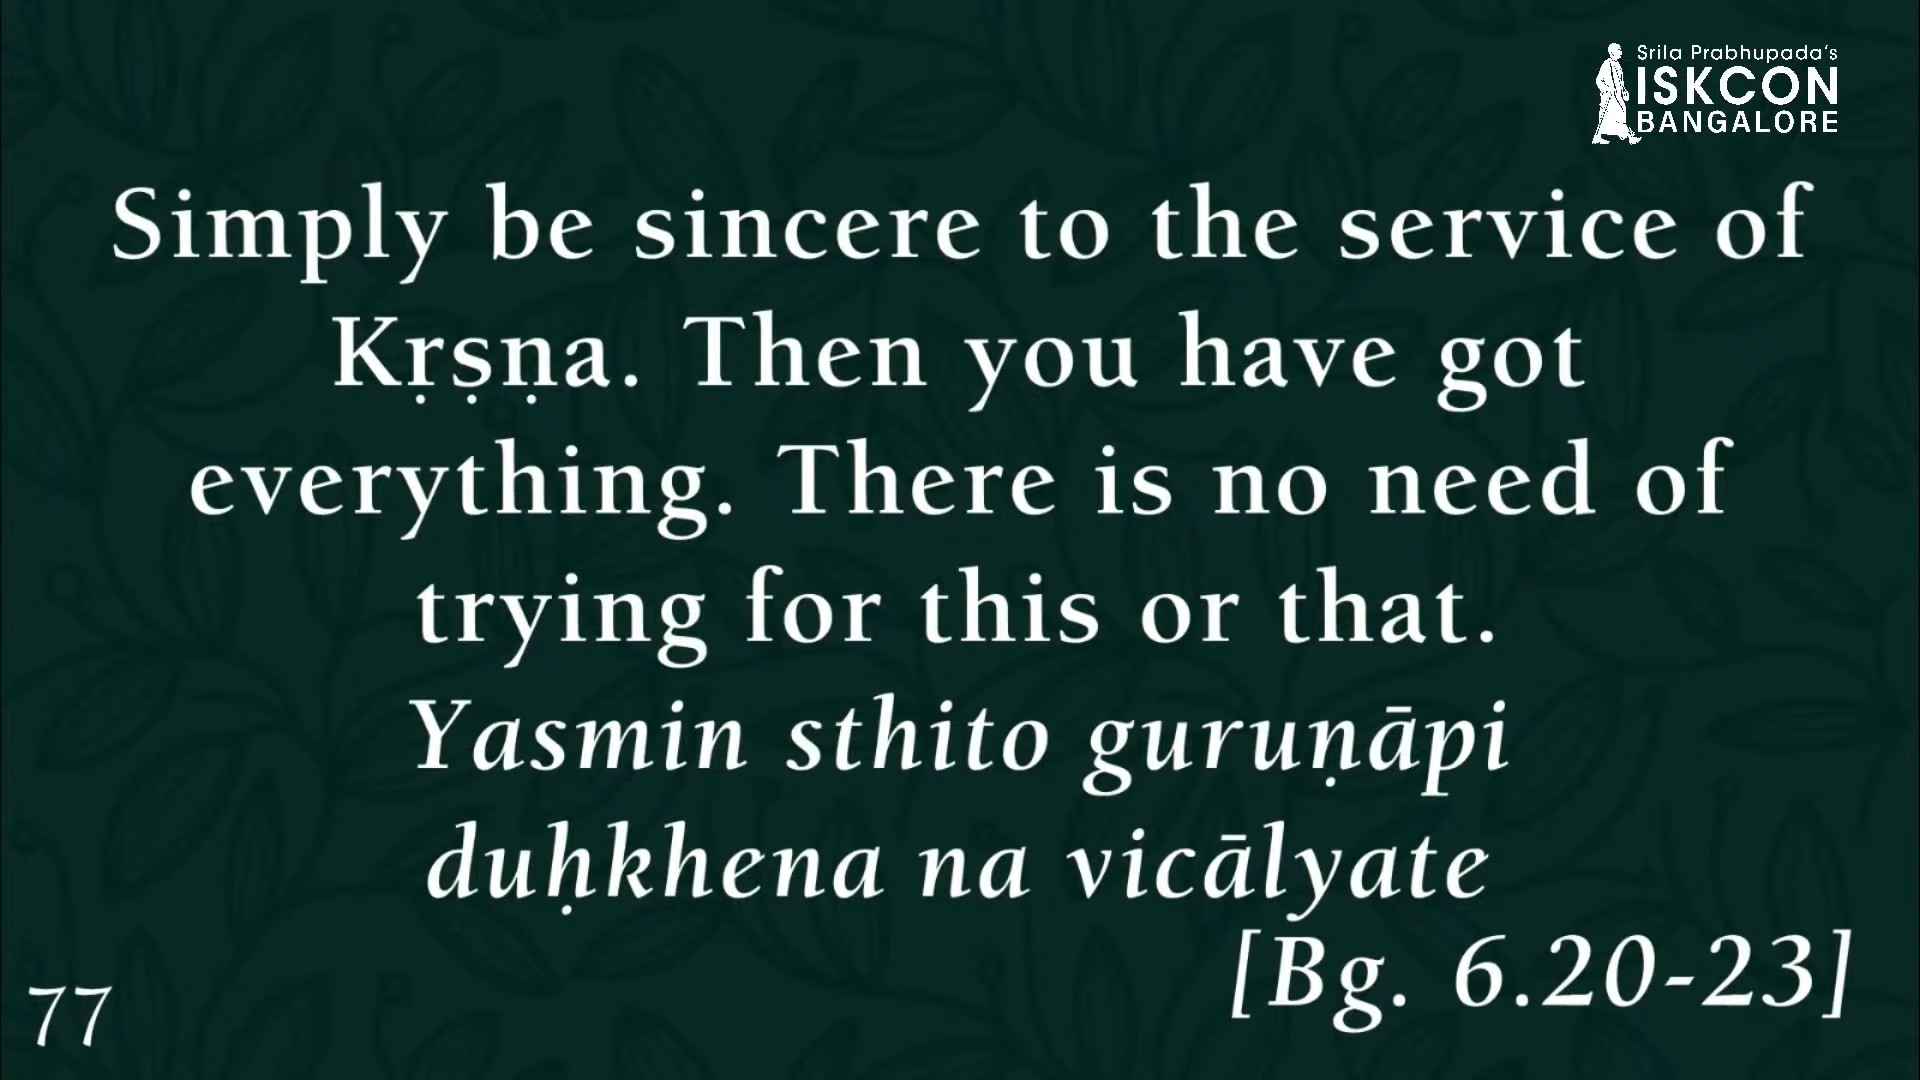 Srila Prabhupada's
ISKCON
BANGALORE
Simply be sincere to the service of
Kṛṣṇa. Then you have got
everything. There is no need of
trying for this or that.
Yasmin sthito guruṇāpi
duḥkhena na vicālyate
[Bg. 6.20-23]
77